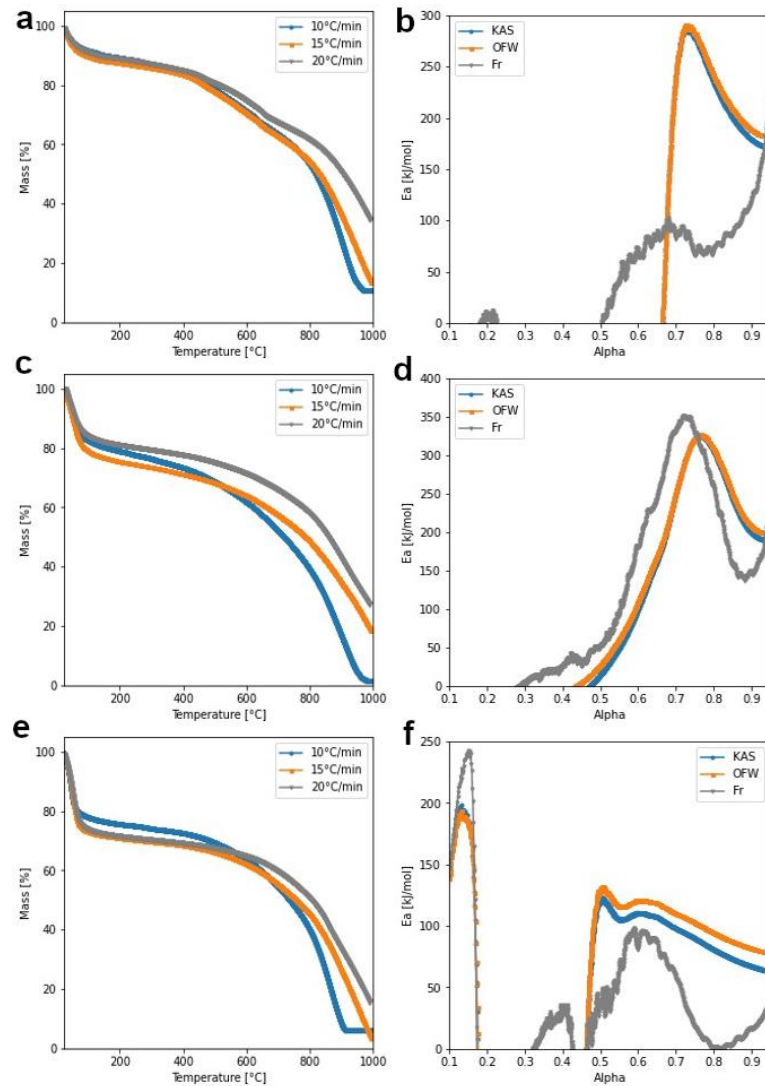 a
100
80
60
40
20
0
Mass [%]
200 400 600 800 1000
Temperature [°C]
10°C/min
15°C/min
20°C/min
b
300
250
200
150
100
50
0
Ea [kJ/mol]
0.1 0.2 0.3 0.4 0.5 0.6 0.7 0.8 0.9
Alpha
KAS
OFW
Fr
c
100
80
60
40
20
0
Mass [%]
200 400 600 800 1000
Temperature [°C]
10°C/min
15°C/min
20°C/min
d
400
350
300
250
200
150
100
50
0
Ea [kJ/mol]
0.1 0.2 0.3 0.4 0.5 0.6 0.7 0.8 0.9
Alpha
KAS
OFW
Fr
e
100
80
60
40
20
0
Mass [%]
200 400 600 800 1000
Temperature [°C]
10°C/min
15°C/min
20°C/min
f
250
200
150
100
50
0
Ea [kJ/mol]
0.1 0.2 0.3 0.4 0.5 0.6 0.7 0.8 0.9
Alpha
KAS
OFW
Fr